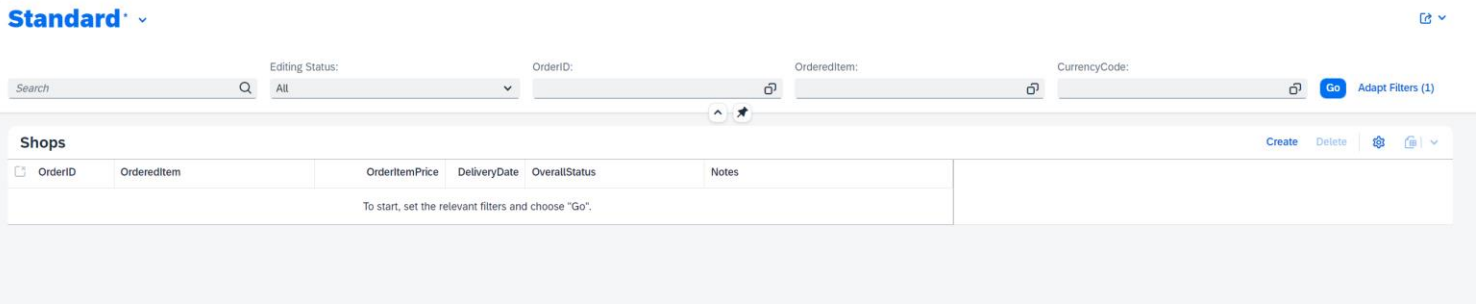 Standard*
Editing Status: OrderID: OrderedItem: CurrencyCode:
Search All Go Adapt Filters (1)
Shops Create Delete
OrderID OrderedItem OrderItemPrice DeliveryDate OverallStatus Notes
To start, set the relevant filters and choose "Go".